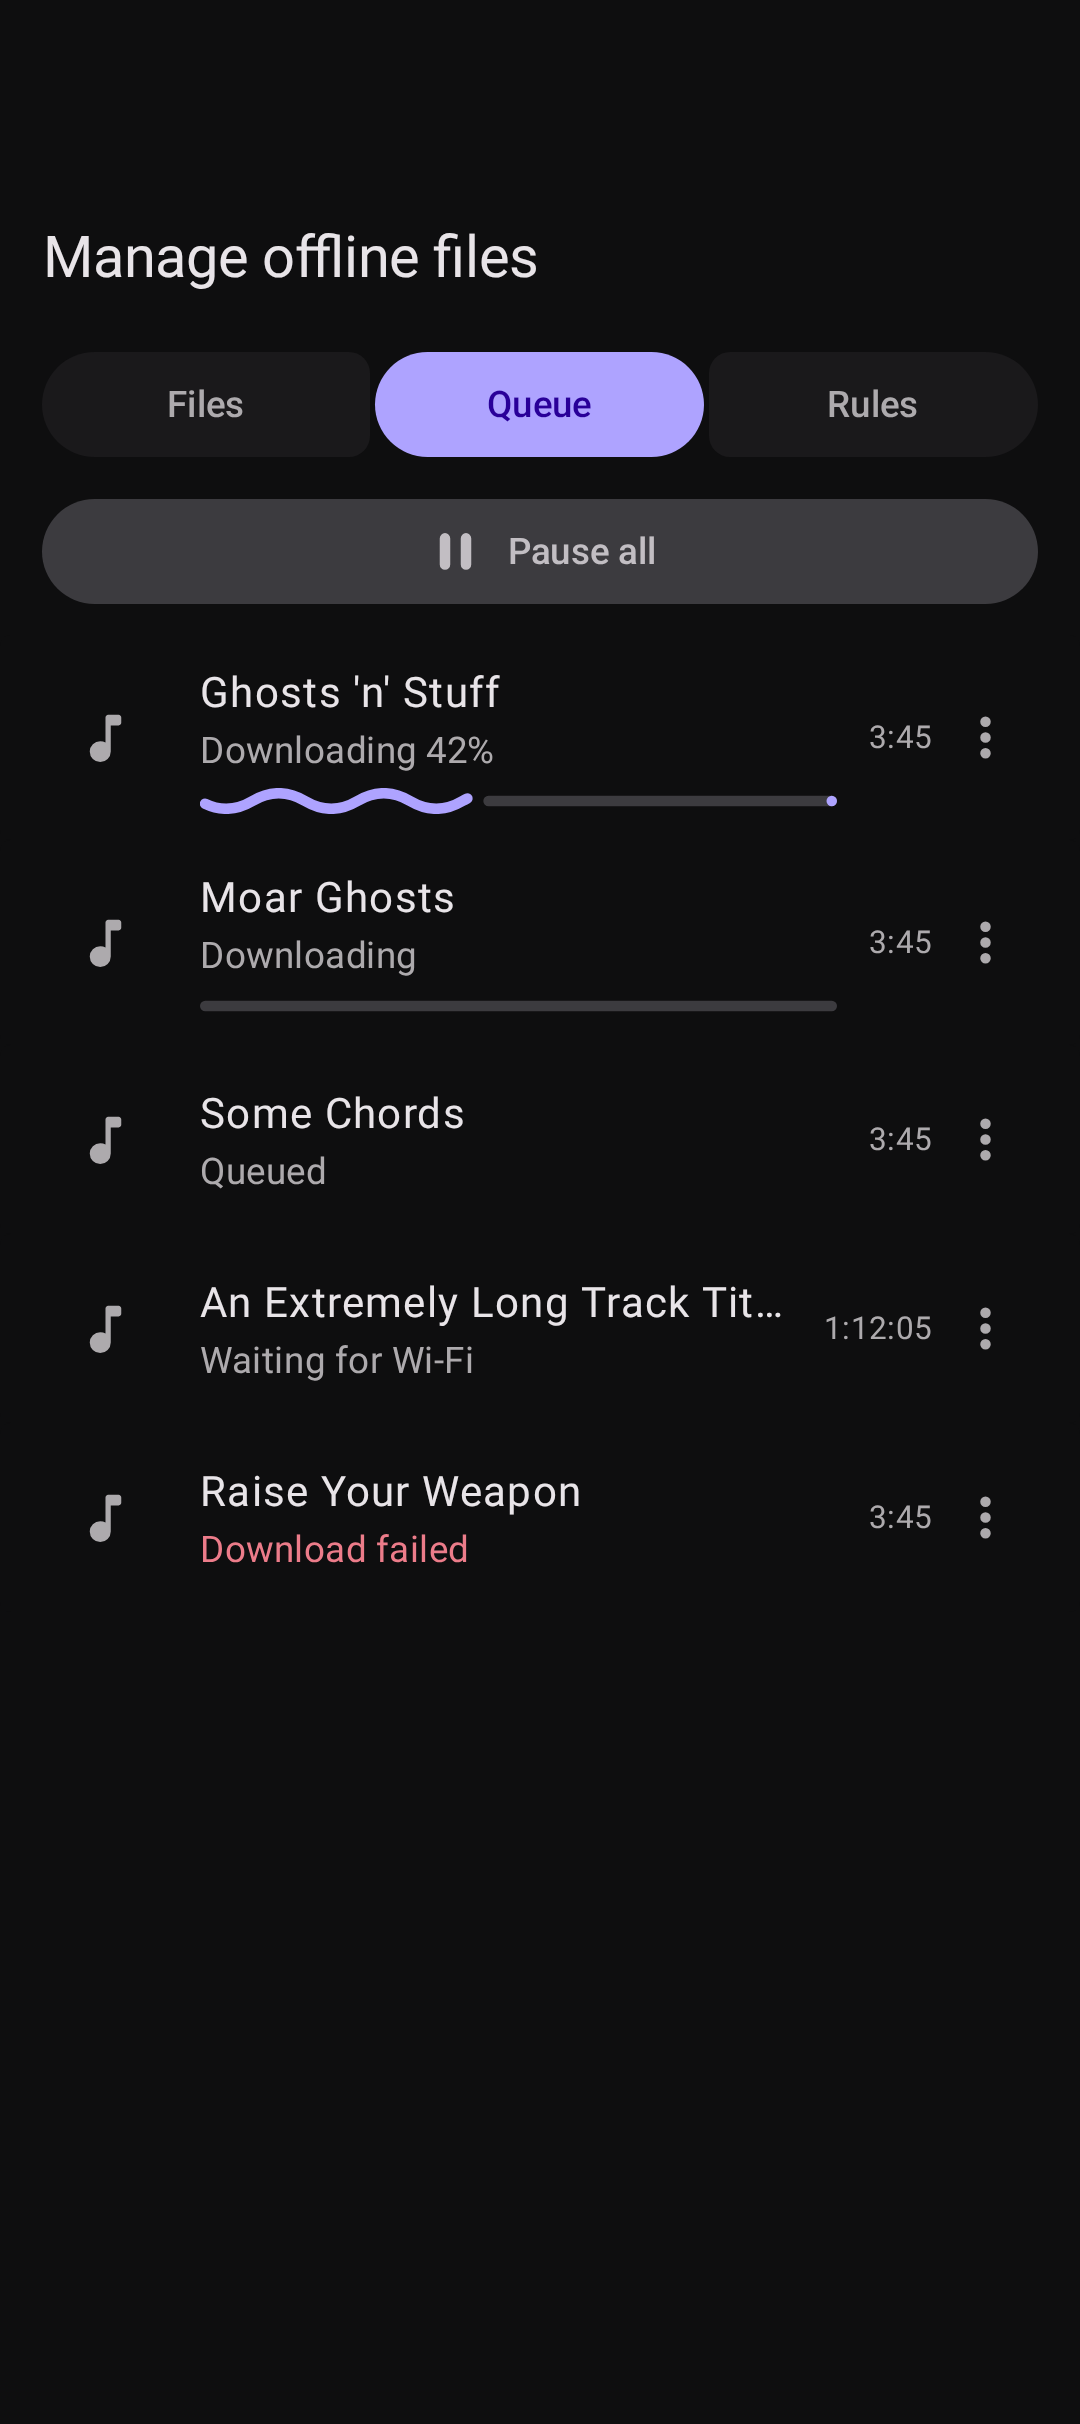 Manage offline files
Files
Queue
Rules
Pause all
Ghosts 'n' Stuff
Downloading 42%
3:45
Moar Ghosts
Downloading
3:45
Some Chords
Queued
3:45
An Extremely Long Track Tit…
Waiting for Wi-Fi
1:12:05
Raise Your Weapon
Download failed
3:45